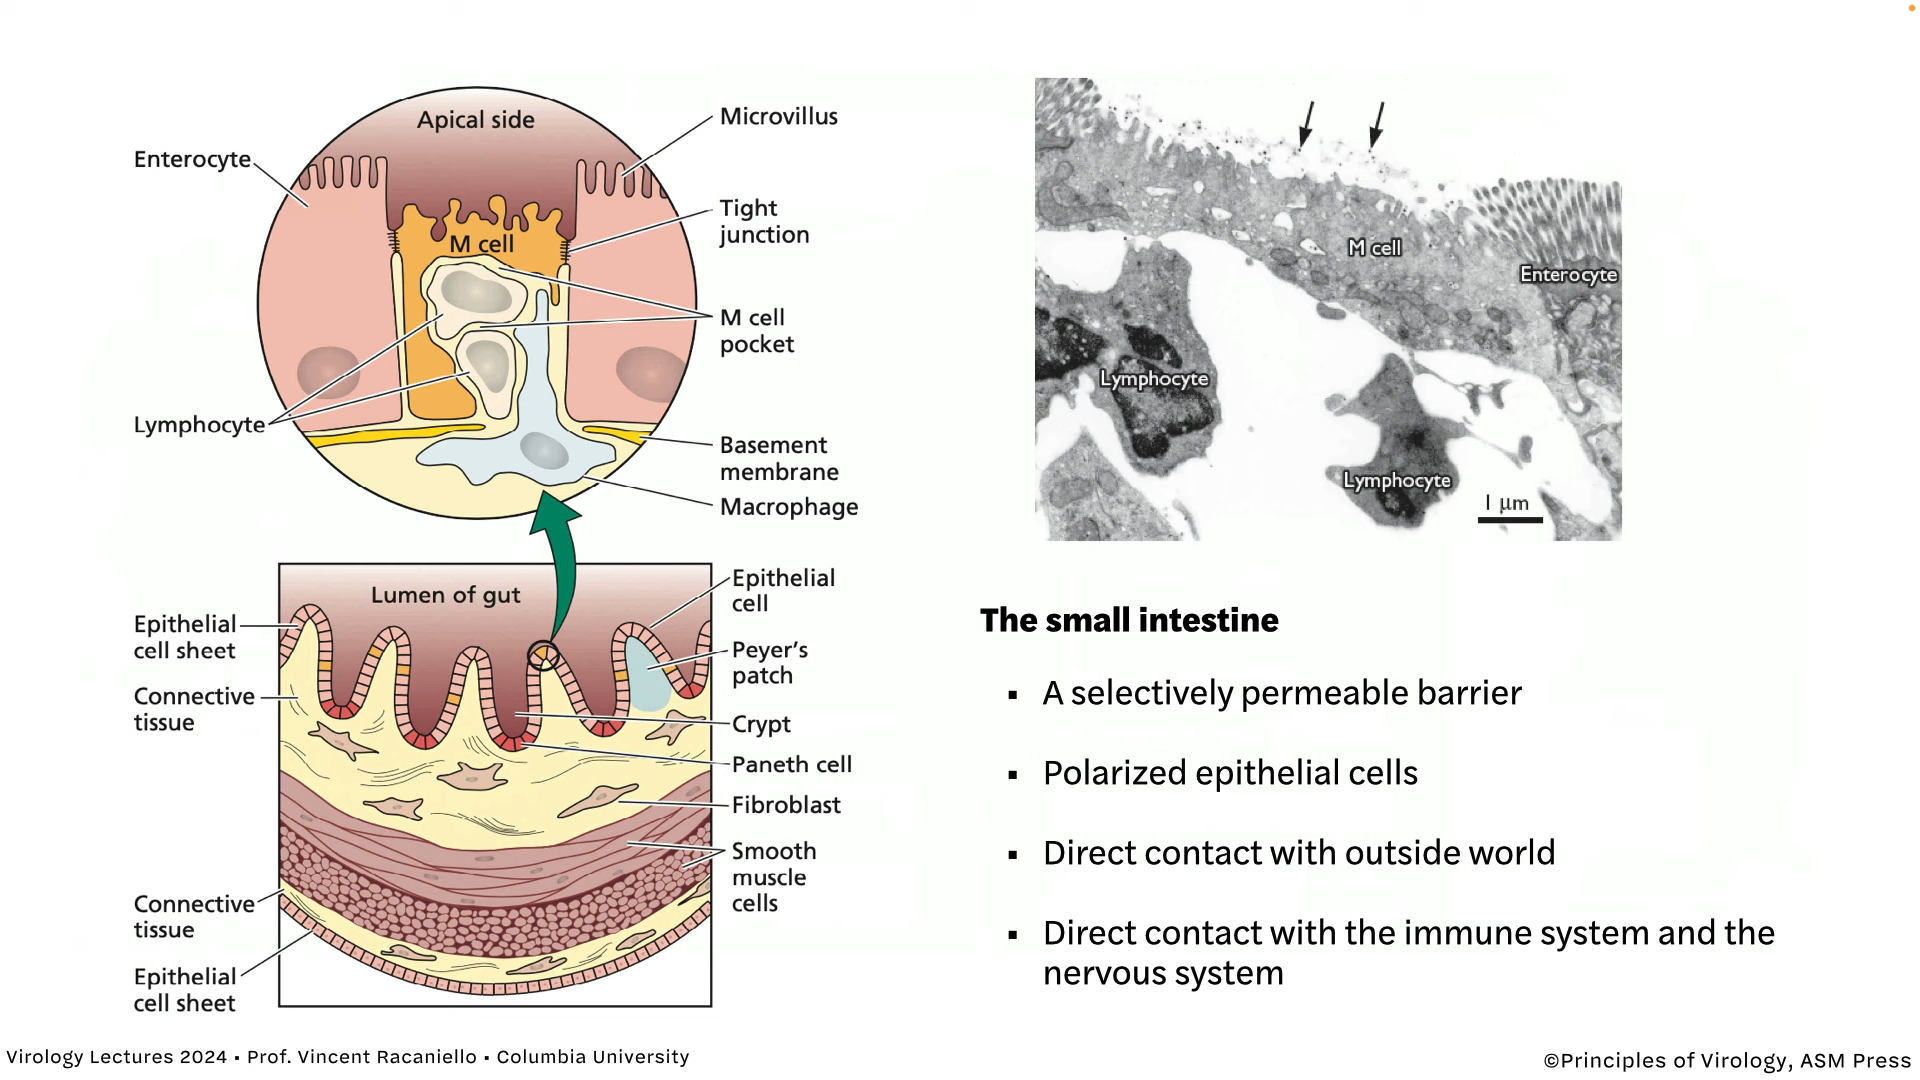 Apical side
Enterocyte
Microvillus
Tight
junction
M cell
M cell
pocket
Lymphocyte
Basement
membrane
Macrophage
Lumen of gut
Epithelial
cell sheet
Connective
tissue
Epithelial
cell
Peyer’s
patch
Crypt
Paneth cell
Fibroblast
Smooth
muscle
cells
Connective
tissue
Epithelial
cell sheet
M cell
Enterocyte
Lymphocyte
Lymphocyte
1 μm
The small intestine
▪ A selectively permeable barrier
▪ Polarized epithelial cells
▪ Direct contact with outside world
▪ Direct contact with the immune system and the
nervous system
Virology Lectures 2024 ▪ Prof. Vincent Racaniello ▪ Columbia University
©Principles of Virology, ASM Press